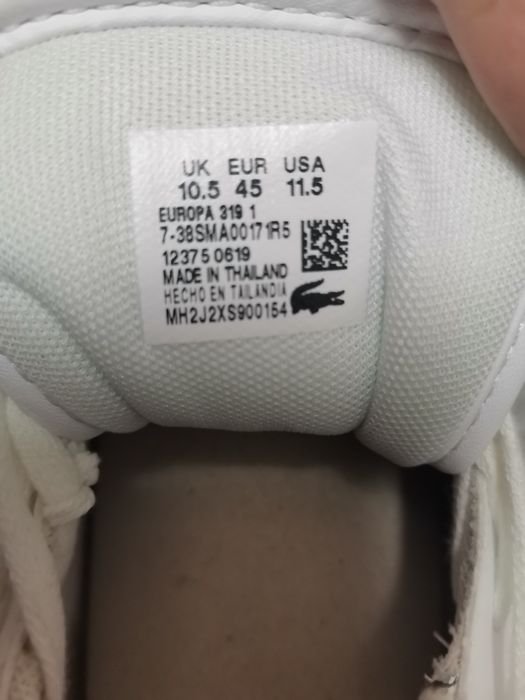 UK EUR USA
10.5 45 11.5
EUROPA 319 1
7-38SMA00171R5
12375 0619
MADE IN THAILAND
HECHO EN TAILANDIA
MH2J2XS900154